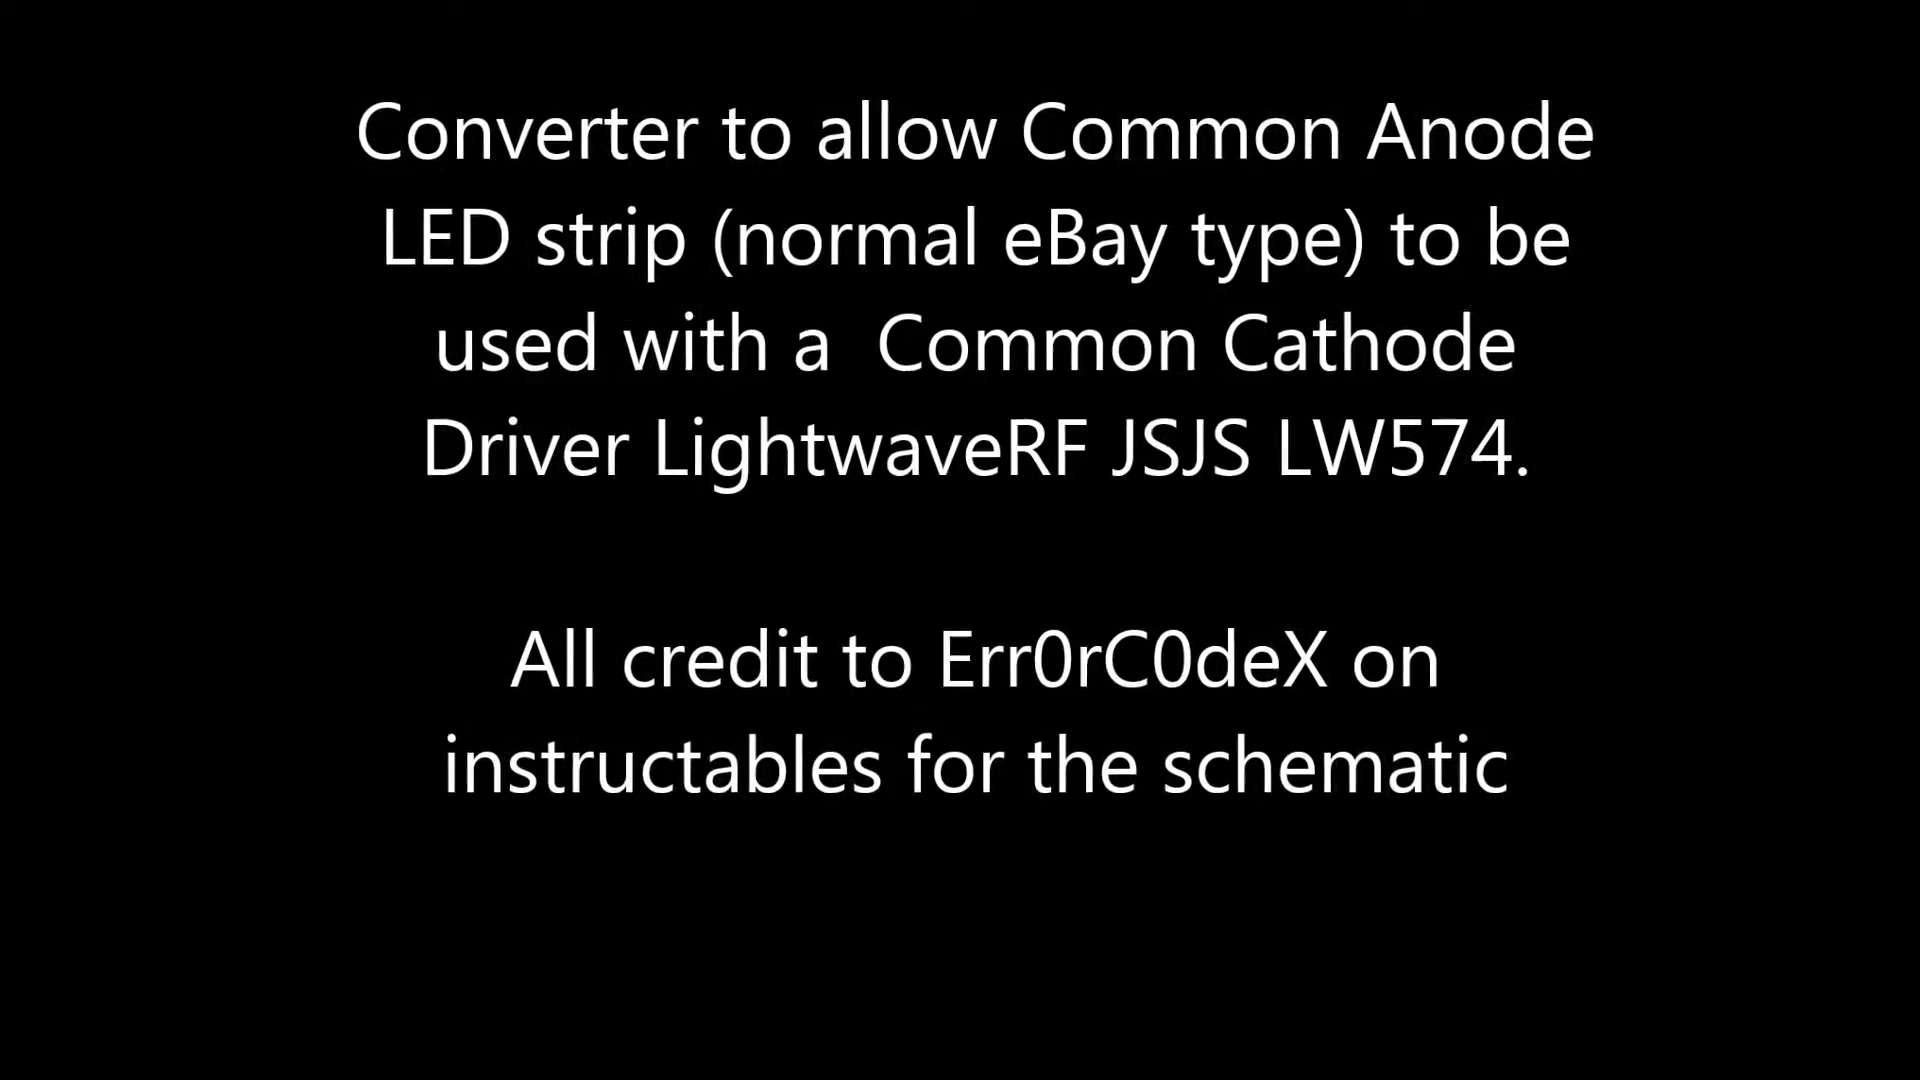 Converter to allow Common Anode
LED strip (normal eBay type) to be
used with a  Common Cathode
Driver LightwaveRF JSJS LW574.
All credit to Err0rC0deX on
instructables for the schematic